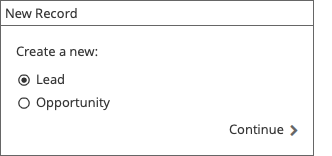 New Record
Create a new:
Lead
Opportunity
Continue